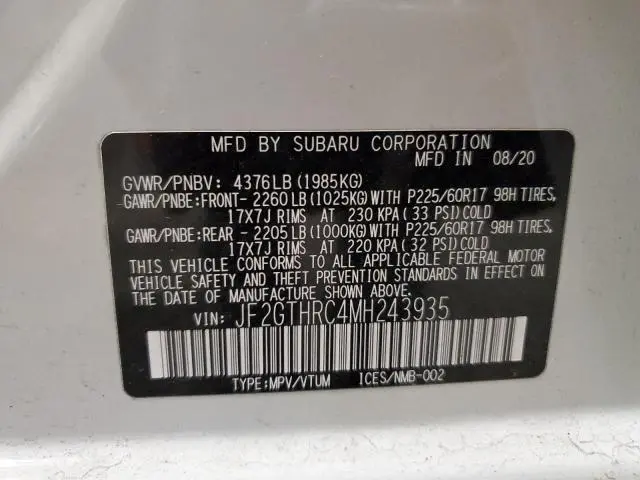 MFD BY SUBARU CORPORATION
MFD IN 08/20
GVWR/PNBV: 4376LB(1985KG)
GAWR/PNBE:FRONT-2260LB(1025KG)WITH P225/60R17 98H TIRES,
17X7J RIMS AT 230 KPA(33 PSI)COLD
GAWR/PNBE:REAR -2205LB(1000KG)WITH P225/60R17 98H TIRES,
17X7J RIMS AT 220 KPA(32 PSI)COLD
THIS VEHICLE CONFORMS TO ALL APPLICABLE FEDERAL MOTOR
VEHICLE SAFETY AND THEFT PREVENTION STANDARDS IN EFFECT
ON THE DATE OF MANUFACTURE SHOWN ABOVE.
VIN: JF2GTHRC4MH243935
TYPE:MPV/VTUM ICES/NMB-002